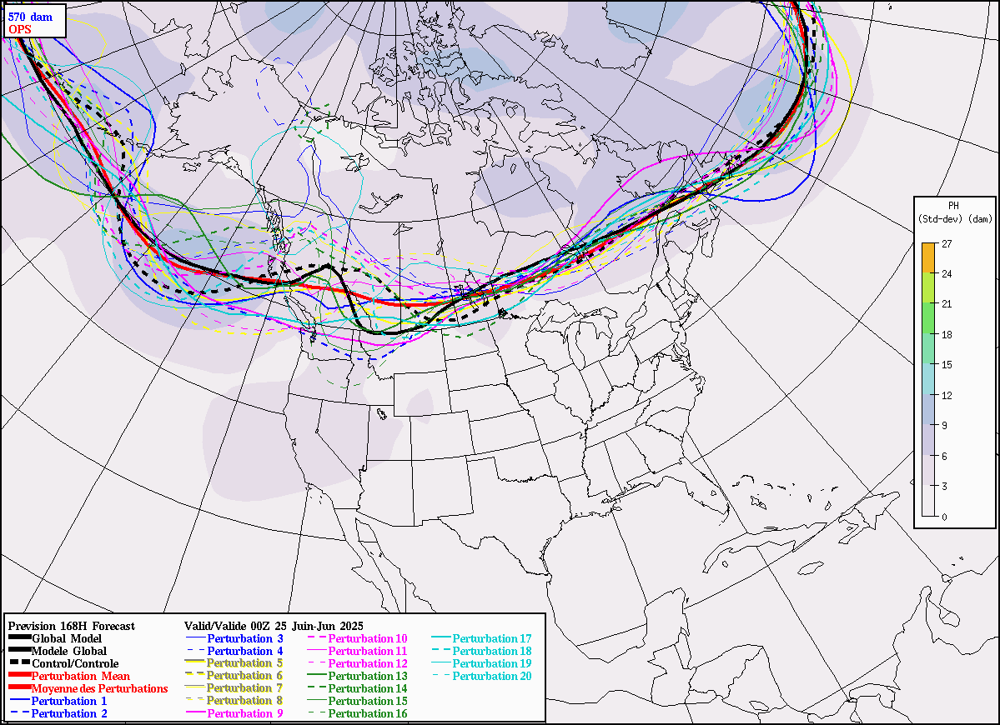 570 dam
OPS
PH
(Std-dev) (dam)
27
24
21
18
15
12
9
6
3
0
Prevision 168H Forecast
Valid/Valide 00Z 25 Juin-Jun 2025
Global Model
Modele Global
Control/Controle
Perturbation Mean
Moyenne des Perturbations
Perturbation 1
Perturbation 2
Perturbation 3
Perturbation 4
Perturbation 5
Perturbation 6
Perturbation 7
Perturbation 8
Perturbation 9
Perturbation 10
Perturbation 11
Perturbation 12
Perturbation 13
Perturbation 14
Perturbation 15
Perturbation 16
Perturbation 17
Perturbation 18
Perturbation 19
Perturbation 20